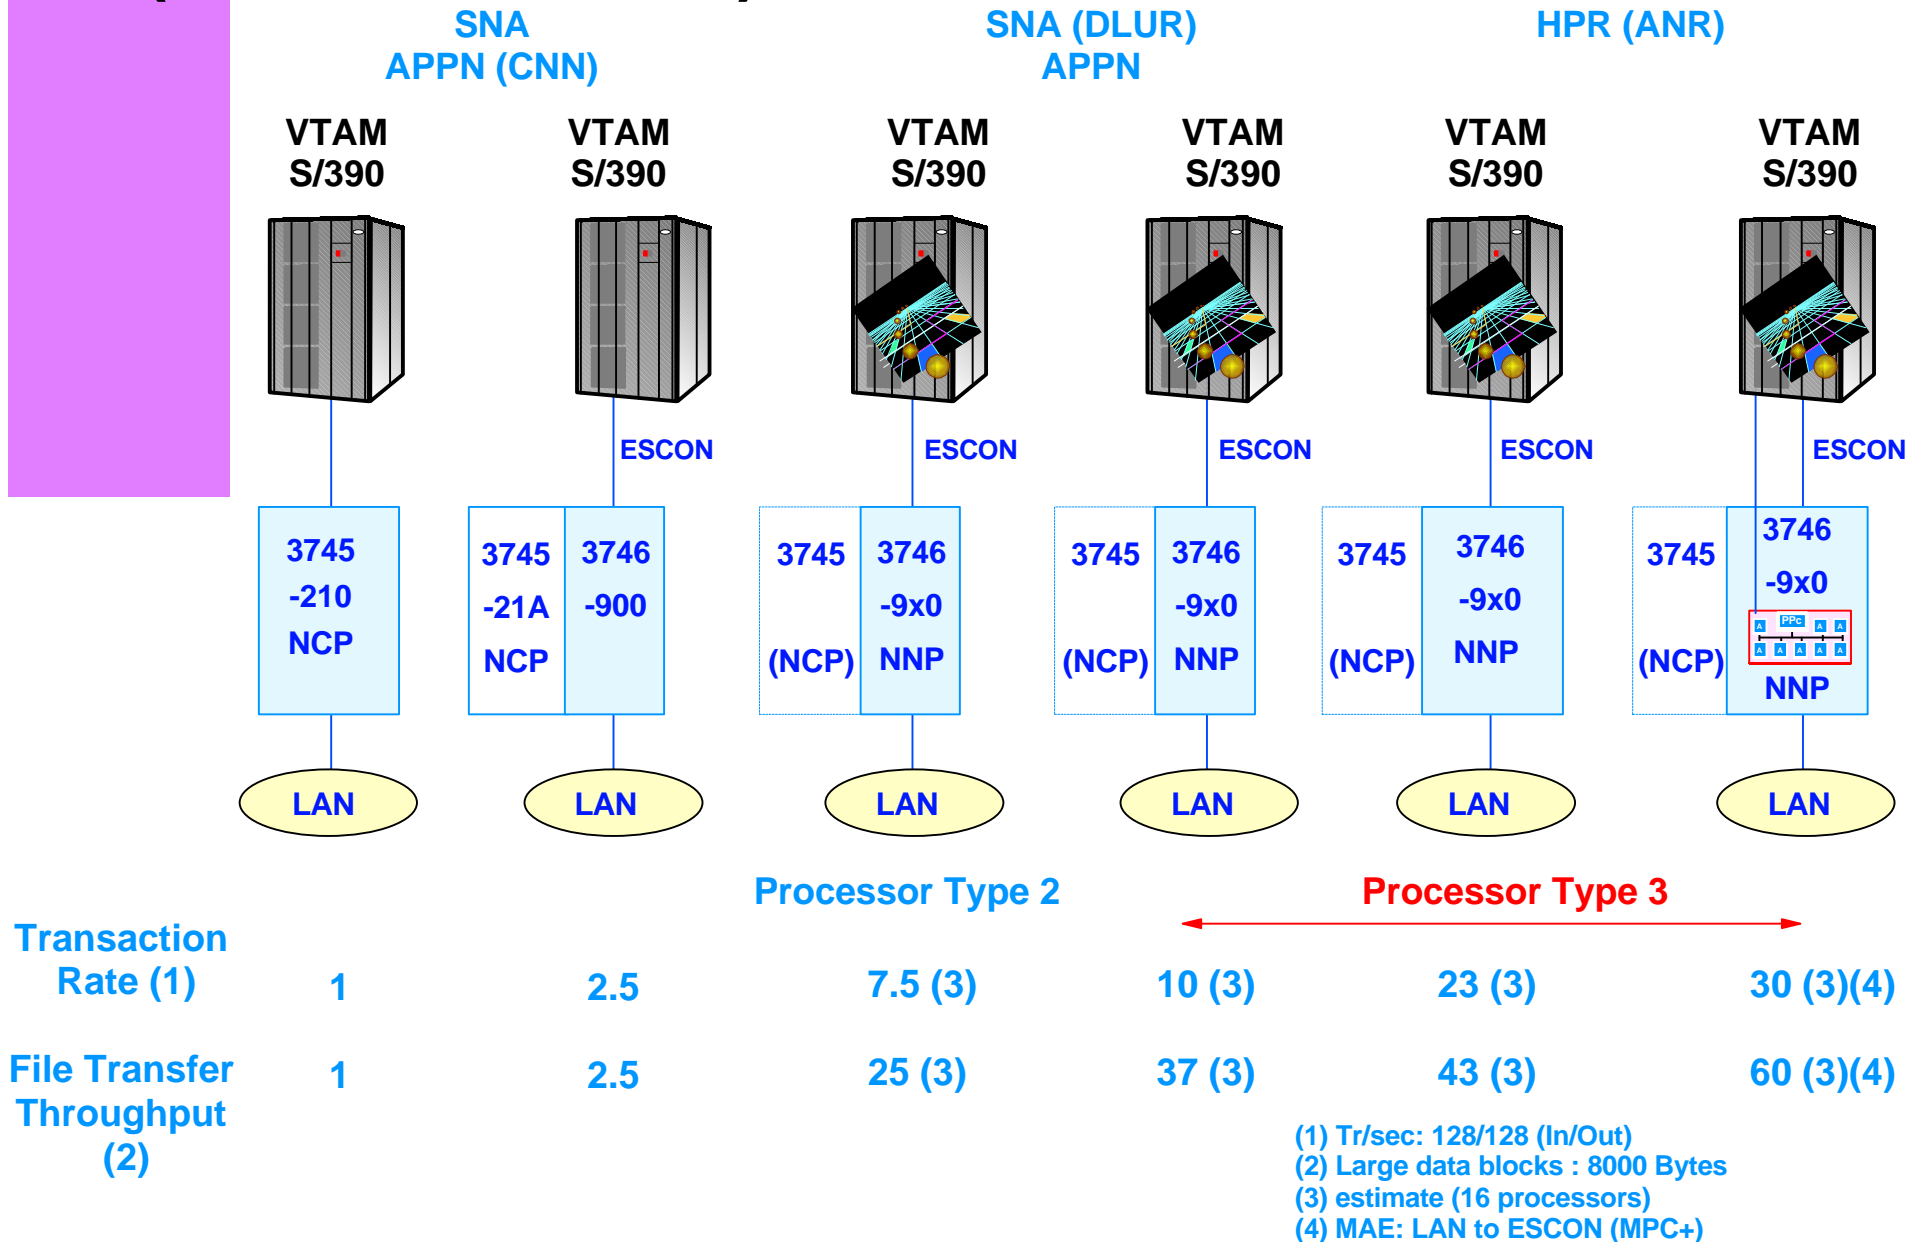 SNA
APPN (CNN)
SNA (DLUR)
APPN
HPR (ANR)
VTAM
S/390
VTAM
S/390
VTAM
S/390
VTAM
S/390
VTAM
S/390
VTAM
S/390
ESCON
ESCON
ESCON
ESCON
ESCON
3745
-210
NCP
3745
-21A
NCP
3746
-900
3745
(NCP)
3746
-9x0
NNP
3745
(NCP)
3746
-9x0
NNP
3745
(NCP)
3746
-9x0
NNP
3745
(NCP)
3746
-9x0
A PPc A A
A A A A A
NNP
LAN
LAN
LAN
LAN
LAN
LAN
Processor Type 2
Processor Type 3
Transaction
Rate (1)
1
2.5
7.5 (3)
10 (3)
23 (3)
30 (3)(4)
File Transfer
Throughput
(2)
1
2.5
25 (3)
37 (3)
43 (3)
60 (3)(4)
(1) Tr/sec: 128/128 (In/Out)
(2) Large data blocks : 8000 Bytes
(3) estimate (16 processors)
(4) MAE: LAN to ESCON (MPC+)